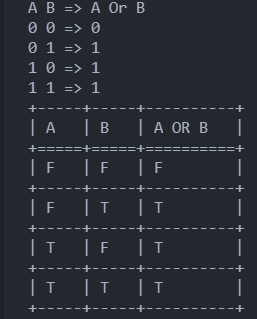 A B => A Or B
0 0 => 0
0 1 => 1
1 0 => 1
1 1 => 1
+-----+-----+----------+
| A   | B   | A OR B   |
+=====+=====+==========+
| F   | F   | F        |
+-----+-----+----------+
| F   | T   | T        |
+-----+-----+----------+
| T   | F   | T        |
+-----+-----+----------+
| T   | T   | T        |
+-----+-----+----------+